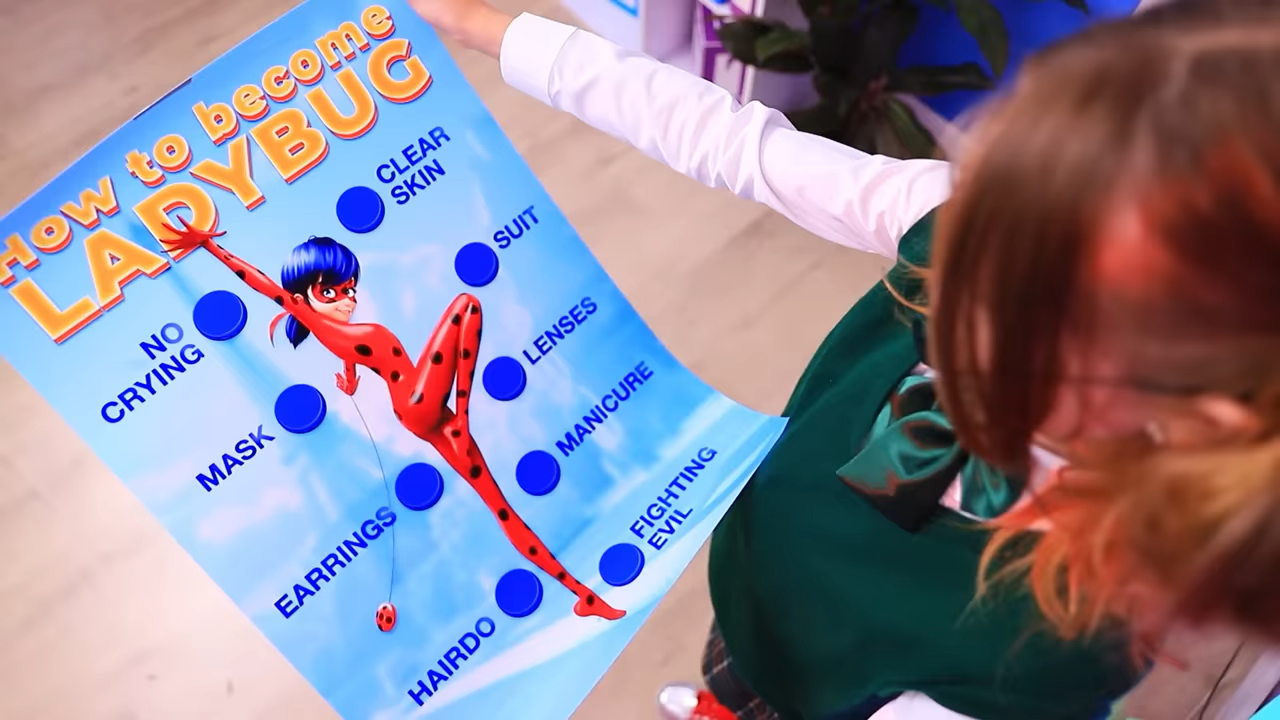 How to become
LADYBUG
CLEAR
SKIN
SUIT
LENSES
MANICURE
FIGHTING
EVIL
NO
CRYING
MASK
EARRINGS
HAIRDO